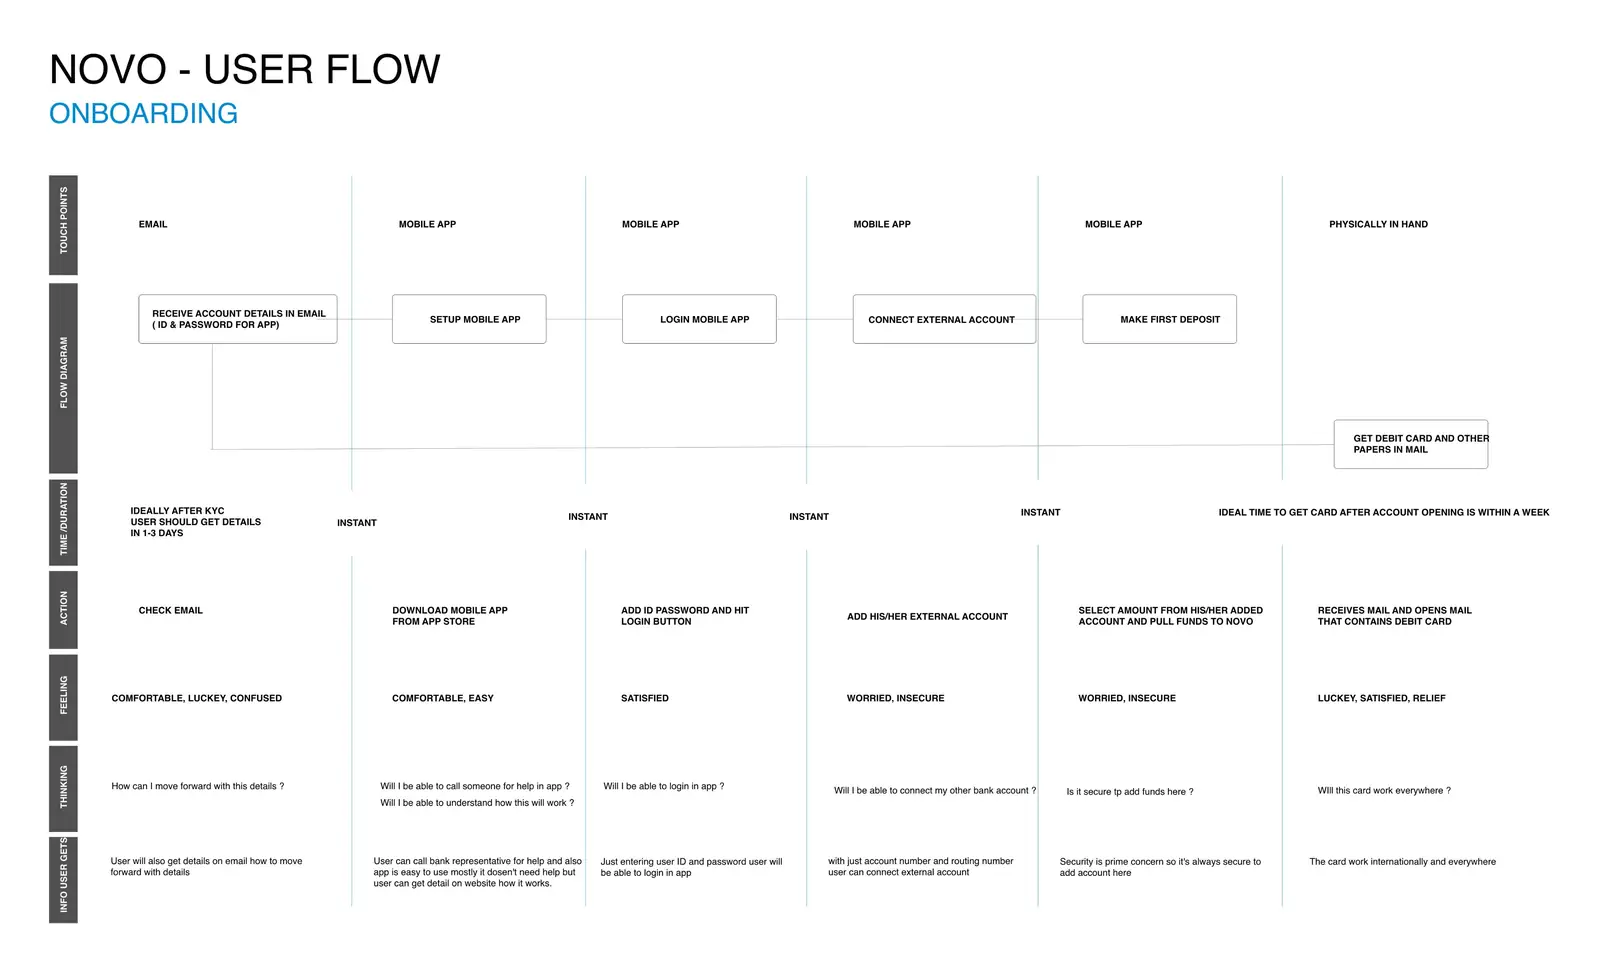 NOVO - USER FLOW
ONBOARDING
TOUCH POINTS
EMAIL
MOBILE APP
MOBILE APP
MOBILE APP
MOBILE APP
PHYSICALLY IN HAND
FLOW DIAGRAM
RECEIVE ACCOUNT DETAILS IN EMAIL
( ID & PASSWORD FOR APP)
SETUP MOBILE APP
LOGIN MOBILE APP
CONNECT EXTERNAL ACCOUNT
MAKE FIRST DEPOSIT
GET DEBIT CARD AND OTHER
PAPERS IN MAIL
TIME /DURATION
IDEALLY AFTER KYC
USER SHOULD GET DETAILS
IN 1-3 DAYS
INSTANT
INSTANT
INSTANT
INSTANT
IDEAL TIME TO GET CARD AFTER ACCOUNT OPENING IS WITHIN A WEEK
ACTION
CHECK EMAIL
DOWNLOAD MOBILE APP
FROM APP STORE
ADD ID PASSWORD AND HIT
LOGIN BUTTON
ADD HIS/HER EXTERNAL ACCOUNT
SELECT AMOUNT FROM HIS/HER ADDED
ACCOUNT AND PULL FUNDS TO NOVO
RECEIVES MAIL AND OPENS MAIL
THAT CONTAINS DEBIT CARD
FEELING
COMFORTABLE, LUCKEY, CONFUSED
COMFORTABLE, EASY
SATISFIED
WORRIED, INSECURE
WORRIED, INSECURE
LUCKEY, SATISFIED, RELIEF
THINKING
How can I move forward with this details ?
Will I be able to call someone for help in app ?
Will I be able to understand how this will work ?
Will I be able to login in app ?
Will I be able to connect my other bank account ?
Is it secure tp add funds here ?
WIll this card work everywhere ?
INFO USER GETS
User will also get details on email how to move
forward with details
User can call bank representative for help and also
app is easy to use mostly it dosen't need help but
user can get detail on website how it works.
Just entering user ID and password user will
be able to login in app
with just account number and routing number
user can connect external account
Security is prime concern so it's always secure to
add account here
The card work internationally and everywhere